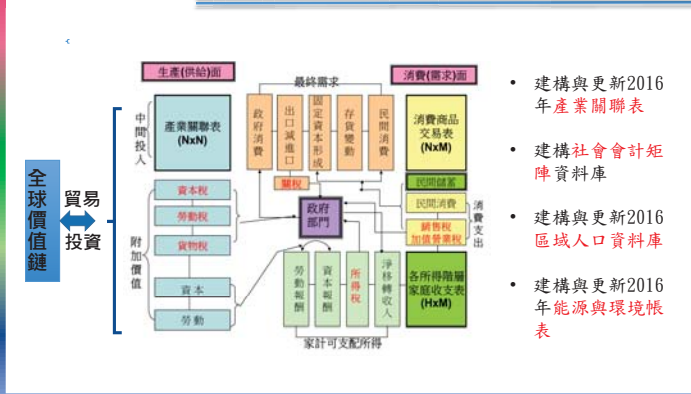 生產(供給)面
消費(需求)面
最終需求
中間投入
產業關聯表
(NxN)
政府消費
出口減進口
固定資本形成
存貨變動
民間消費
消費商品
交易表
(NxM)
關稅
全球價值鏈
貿易
投資
附加價值
資本稅
勞動稅
貨物稅
資本
勞動
政府
部門
民間儲蓄
民間消費
銷售稅
加值營業稅
消費支出
勞動報酬
資本報酬
所得稅
淨移轉收入
各所得階層
家庭收支表
(HxM)
家計可支配所得
• 建構與更新2016
年產業關聯表
• 建構社會會計矩
陣資料庫
• 建構與更新2016
區域人口資料庫
• 建構與更新2016
年能源與環境帳
表